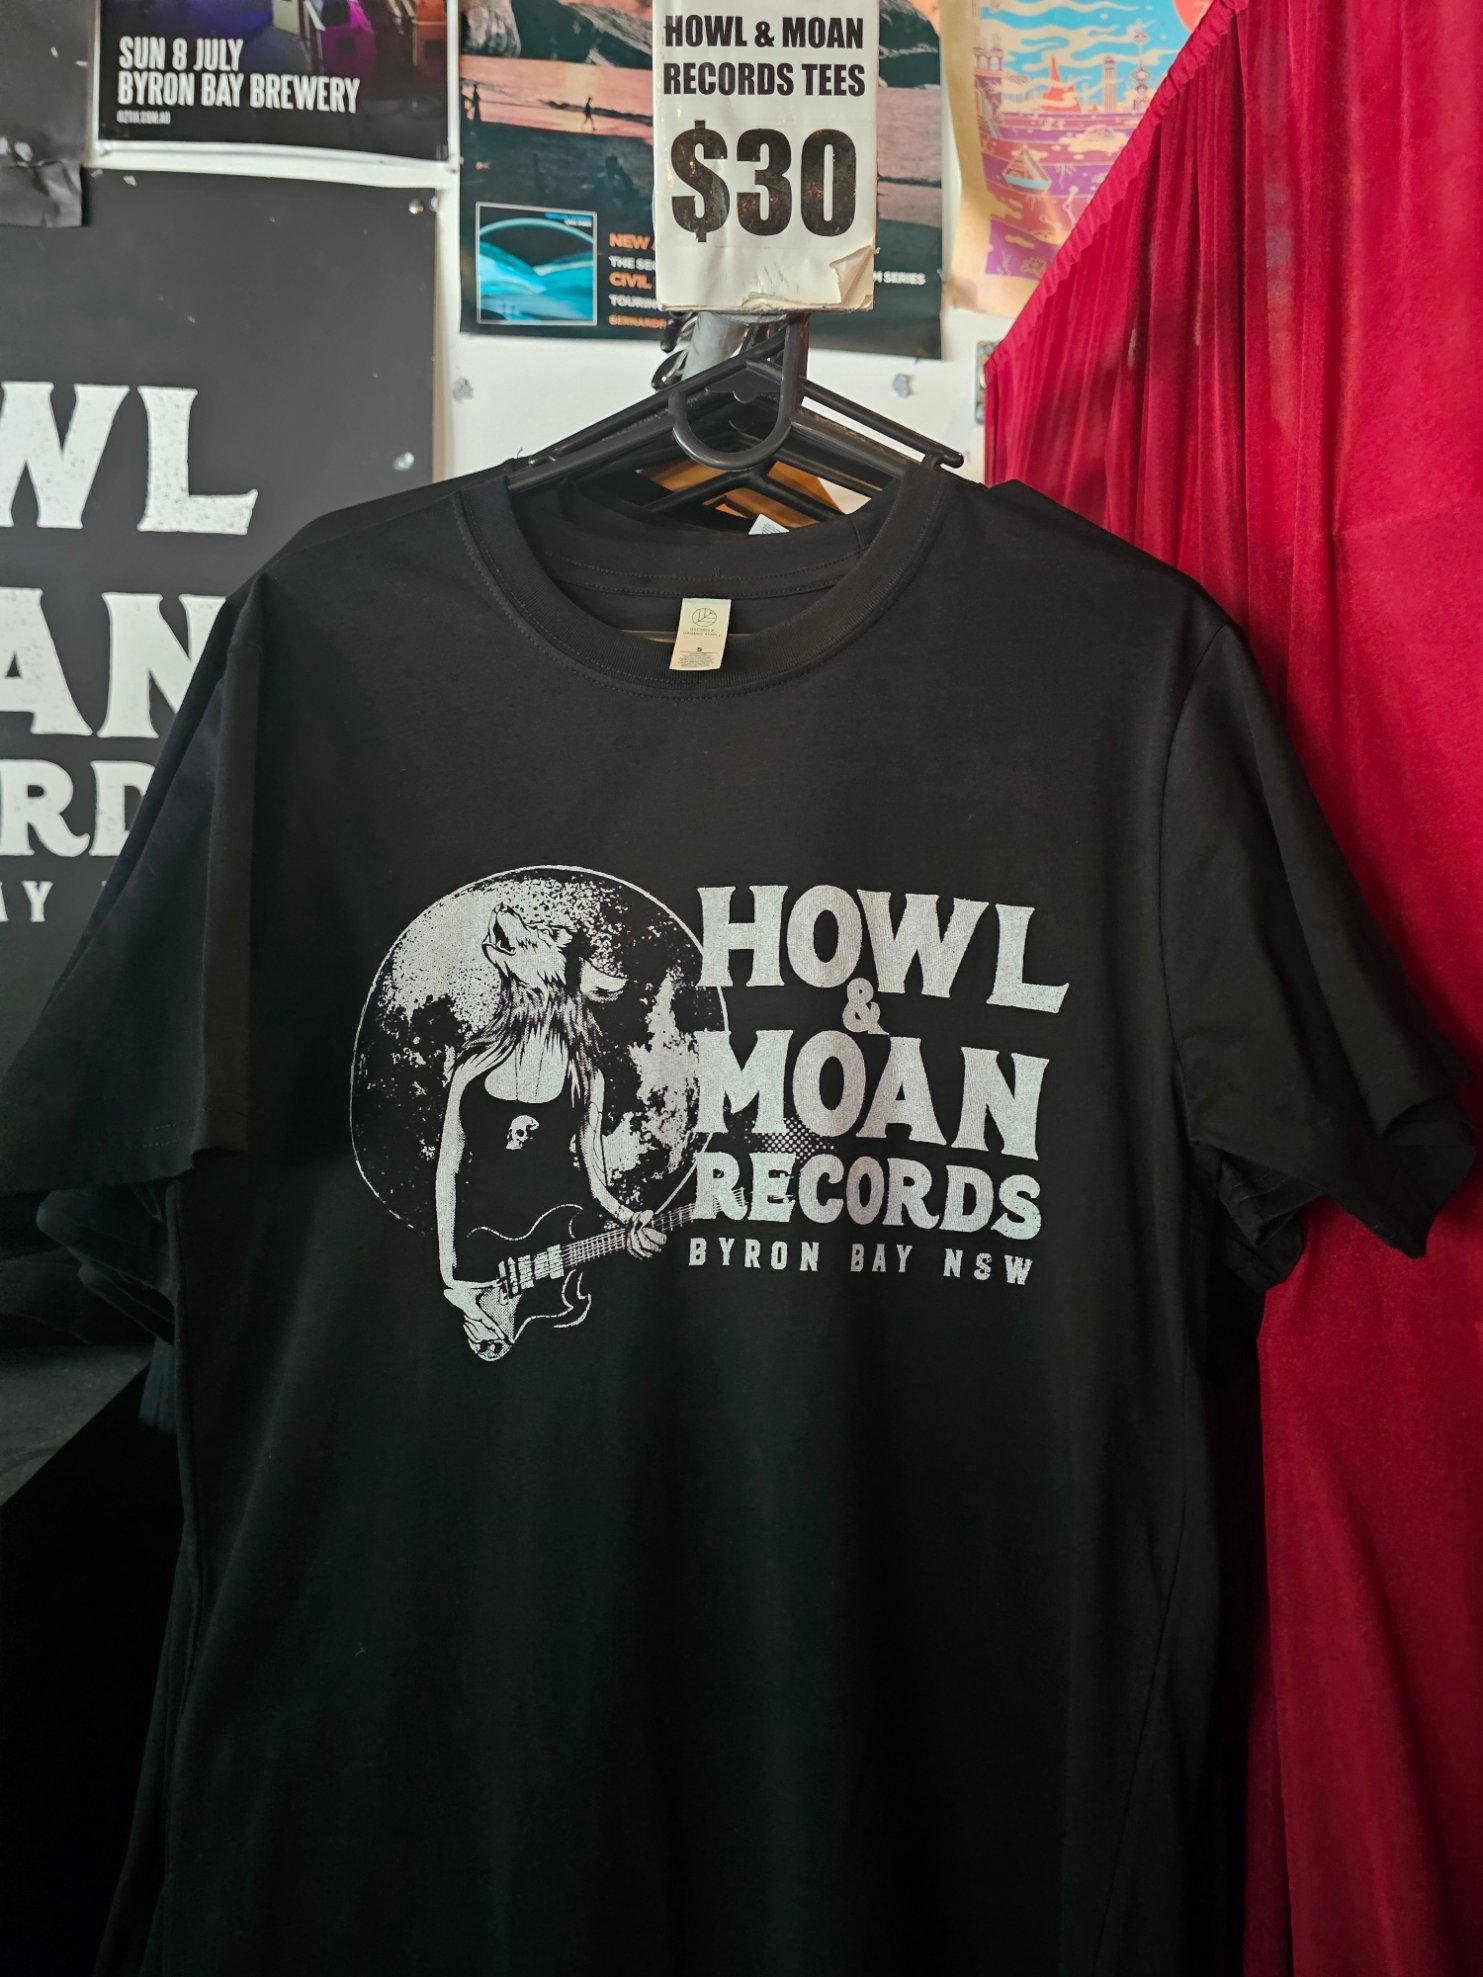 SUN 8 JULY
BYRON BAY BREWERY
HOWL & MOAN
RECORDS TEES
$30
NEW
CIVIL
M SERIES
WL
AN
RD
AY
S
HOWL
&
MOAN
RECORDS
BYRON BAY NSW